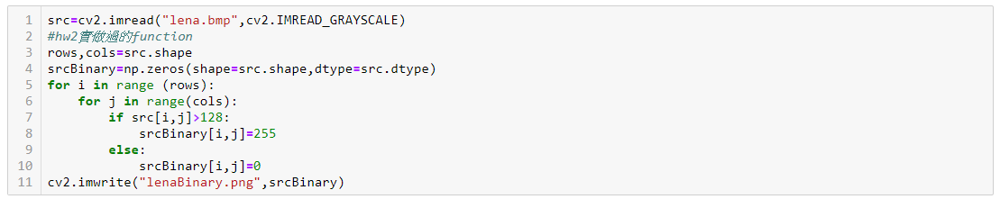 1 src=cv2.imread("lena.bmp",cv2.IMREAD_GRAYSCALE)
2 #hw2實做過的function
3 rows,cols=src.shape
4 srcBinary=np.zeros(shape=src.shape,dtype=src.dtype)
5 for i in range (rows):
6     for j in range(cols):
7         if src[i,j]>128:
8             srcBinary[i,j]=255
9         else:
10             srcBinary[i,j]=0
11 cv2.imwrite("lenaBinary.png",srcBinary)